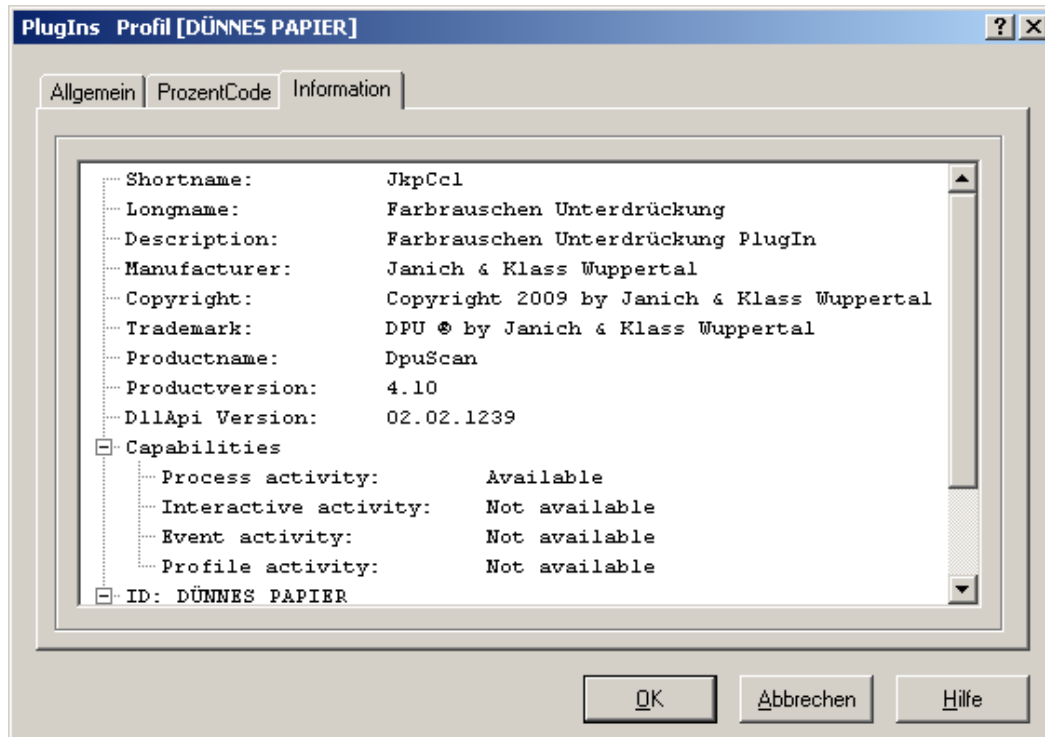 PlugIns Profil [DÜNNES PAPIER]
Allgemein ProzentCode Information
Shortname: JkpCcl
Longname: Farbrauschen Unterdrückung
Description: Farbrauschen Unterdrückung PlugIn
Manufacturer: Janich & Klass Wuppertal
Copyright: Copyright 2009 by Janich & Klass Wuppertal
Trademark: DPU ® by Janich & Klass Wuppertal
Productname: DpuScan
Productversion: 4.10
DllApi Version: 02.02.1239
Capabilities
Process activity: Available
Interactive activity: Not available
Event activity: Not available
Profile activity: Not available
ID: DÜNNES PAPIER
OK Abbrechen Hilfe